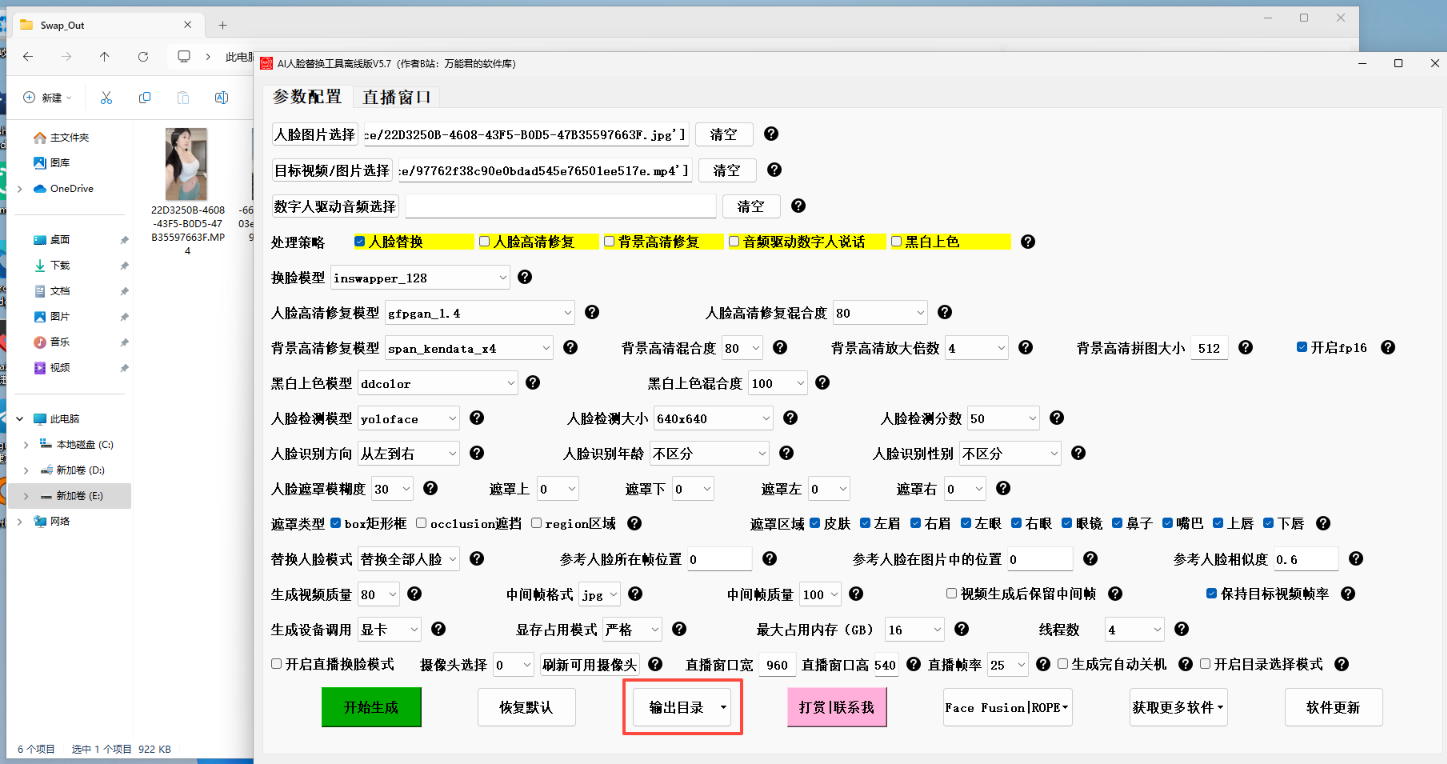 Swap_Out
此电脑
AI人脸替换工具离线版V5.7（作者B站：万能君的软件库）
新建
参数配置 直播窗口
主文件夹
图库
OneDrive
桌面
下载
文档
图片
音乐
视频
此电脑
本地磁盘 (C:)
新加卷 (D:)
新加卷 (E:)
网络
22D3250B-4608
-43F5-B0D5-47
B35597663F.MP
4
人脸图片选择 :e/22D3250B-4608-43F5-B0D5-47B35597663F.jpg'] 清空
目标视频/图片选择 :e/97762f38c90e0bdad545e76501ee517e.mp4'] 清空
数字人驱动音频选择 清空
处理策略 人脸替换 人脸高清修复 背景高清修复 音频驱动数字人说话 黑白上色
换脸模型 inswapper_128
人脸高清修复模型 gfpgan_1.4 人脸高清修复混合度 80
背景高清修复模型 span_kendata_x4 背景高清混合度 80 背景高清放大倍数 4 背景高清拼图大小 512 开启fp16
黑白上色模型 ddcolor 黑白上色混合度 100
人脸检测模型 yoloface 人脸检测大小 640x640 人脸检测分数 50
人脸识别方向 从左到右 人脸识别年龄 不区分 人脸识别性别 不区分
人脸遮罩模糊度 30 遮罩上 0 遮罩下 0 遮罩左 0 遮罩右 0
遮罩类型 box矩形框 occlusion遮挡 region区域 遮罩区域 皮肤 左眉 右眉 左眼 右眼 眼镜 鼻子 嘴巴 上唇 下唇
替换人脸模式 替换全部人脸 参考人脸所在帧位置 0 参考人脸在图片中的位置 0 参考人脸相似度 0.6
生成视频质量 80 中间帧格式 jpg 中间帧质量 100 视频生成后保留中间帧 保持目标视频帧率
生成设备调用 显卡 显存占用模式 严格 最大占用内存（GB） 16 线程数 4
开启直播换脸模式 摄像头选择 0 刷新可用摄像头 直播窗口宽 960 直播窗口高 540 直播帧率 25 生成完自动关机 开启目录选择模式
开始生成 恢复默认 输出目录 打赏|联系我 Face Fusion|ROPE 获取更多软件 软件更新
6 个项目 选中 1 个项目 922 KB